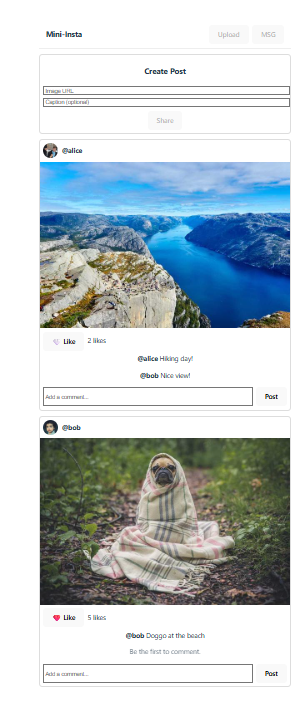 Mini-Insta
Upload
MSG
Create Post
Image URL
Caption (optional)
Share
@alice
Like
2 likes
@alice Hiking day!
@bob Nice view!
Add a comment...
Post
@bob
Like
5 likes
@bob Doggo at the beach
Be the first to comment.
Add a comment...
Post